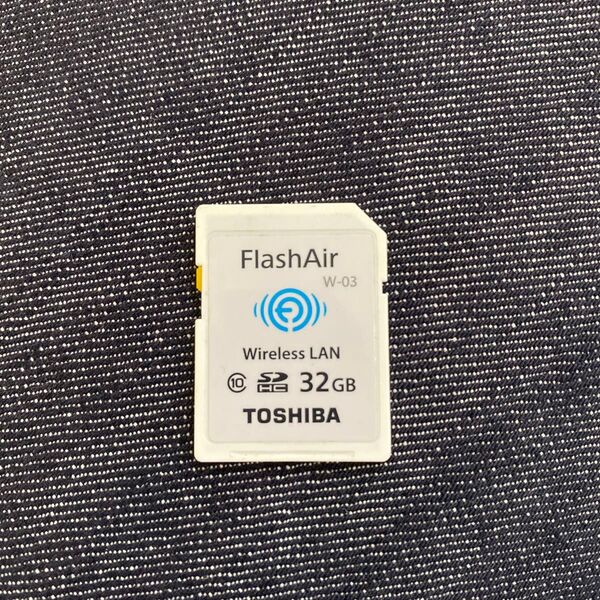 FlashAir
W-03
Wireless LAN
10 SD HC 32GB
TOSHIBA